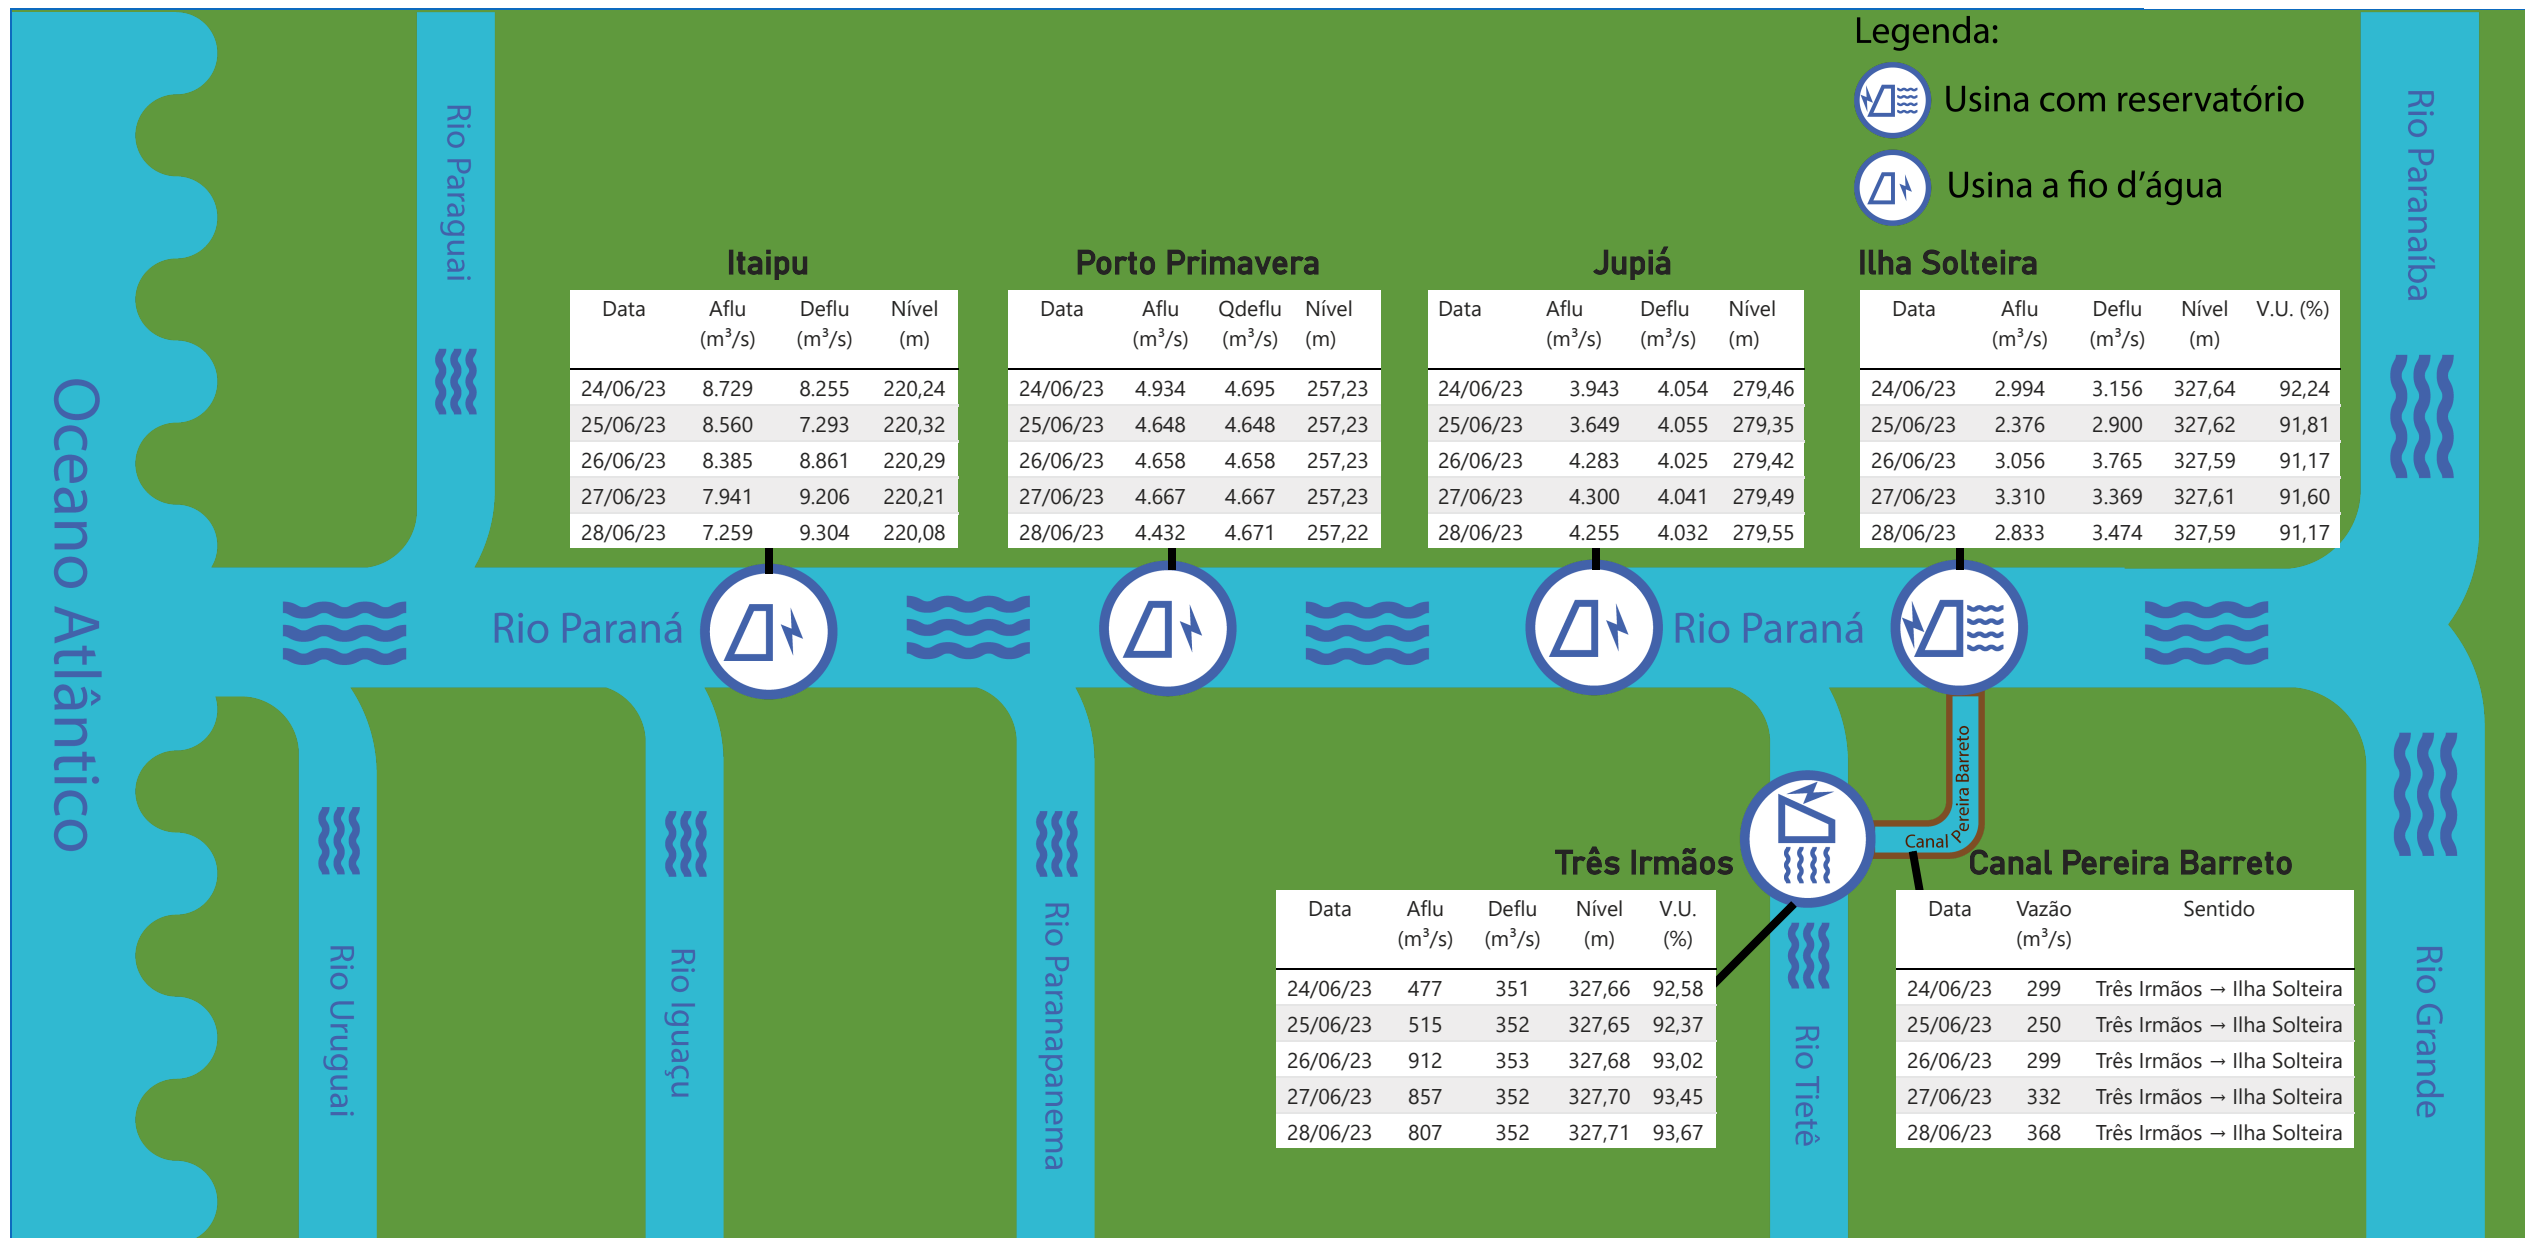 Legenda:
Usina com reservatório
Usina a fio d'água
Oceano Atlântico
Rio Paraguai
Rio Paranaíba
Itaipu
Data Aflu (m³/s) Deflu (m³/s) Nível (m)
24/06/23 8.729 8.255 220,24
25/06/23 8.560 7.293 220,32
26/06/23 8.385 8.861 220,29
27/06/23 7.941 9.206 220,21
28/06/23 7.259 9.304 220,08
Porto Primavera
Data Aflu (m³/s) Qdeflu (m³/s) Nível (m)
24/06/23 4.934 4.695 257,23
25/06/23 4.648 4.648 257,23
26/06/23 4.658 4.658 257,23
27/06/23 4.667 4.667 257,23
28/06/23 4.432 4.671 257,22
Jupiá
Data Aflu (m³/s) Deflu (m³/s) Nível (m)
24/06/23 3.943 4.054 279,46
25/06/23 3.649 4.055 279,35
26/06/23 4.283 4.025 279,42
27/06/23 4.300 4.041 279,49
28/06/23 4.255 4.032 279,55
Ilha Solteira
Data Aflu (m³/s) Deflu (m³/s) Nível (m) V.U. (%)
24/06/23 2.994 3.156 327,64 92,24
25/06/23 2.376 2.900 327,62 91,81
26/06/23 3.056 3.765 327,59 91,17
27/06/23 3.310 3.369 327,61 91,60
28/06/23 2.833 3.474 327,59 91,17
Rio Paraná
Rio Paraná
Canal Pereira Barreto
Três Irmãos
Data Aflu (m³/s) Deflu (m³/s) Nível (m) V.U. (%)
24/06/23 477 351 327,66 92,58
25/06/23 515 352 327,65 92,37
26/06/23 912 353 327,68 93,02
27/06/23 857 352 327,70 93,45
28/06/23 807 352 327,71 93,67
Canal Pereira Barreto
Data Vazão (m³/s) Sentido
24/06/23 299 Três Irmãos → Ilha Solteira
25/06/23 250 Três Irmãos → Ilha Solteira
26/06/23 299 Três Irmãos → Ilha Solteira
27/06/23 332 Três Irmãos → Ilha Solteira
28/06/23 368 Três Irmãos → Ilha Solteira
Rio Uruguai
Rio Iguaçu
Rio Paranapanema
Rio Tietê
Rio Grande